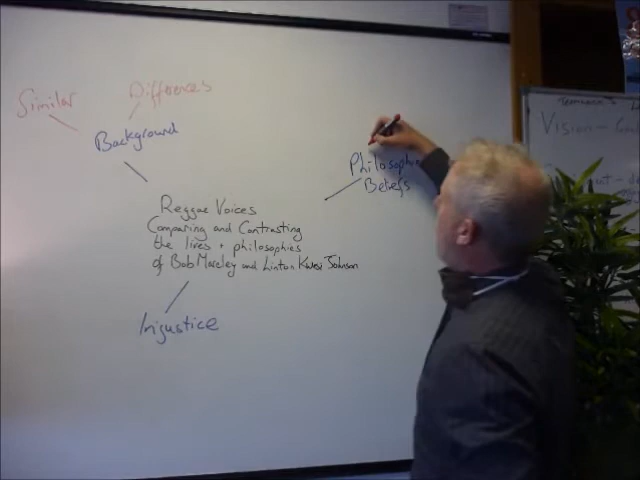 Similar
Differences
Background
Philosophies
Beliefs
Reggae Voices
Comparing and Contrasting
the lives + philosophies
of Bob Marley and Linton Kwesi Johnson
Injustice
Vision -